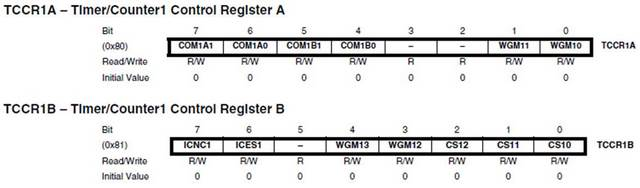 TCCR1A – Timer/Counter1 Control Register A
Bit 7 6 5 4 3 2 1 0
(0x80) COM1A1 COM1A0 COM1B1 COM1B0 – – WGM11 WGM10 TCCR1A
Read/Write R/W R/W R/W R/W R R R/W R/W
Initial Value 0 0 0 0 0 0 0 0
TCCR1B – Timer/Counter1 Control Register B
Bit 7 6 5 4 3 2 1 0
(0x81) ICNC1 ICES1 – WGM13 WGM12 CS12 CS11 CS10 TCCR1B
Read/Write R/W R/W R R/W R/W R/W R/W R/W
Initial Value 0 0 0 0 0 0 0 0